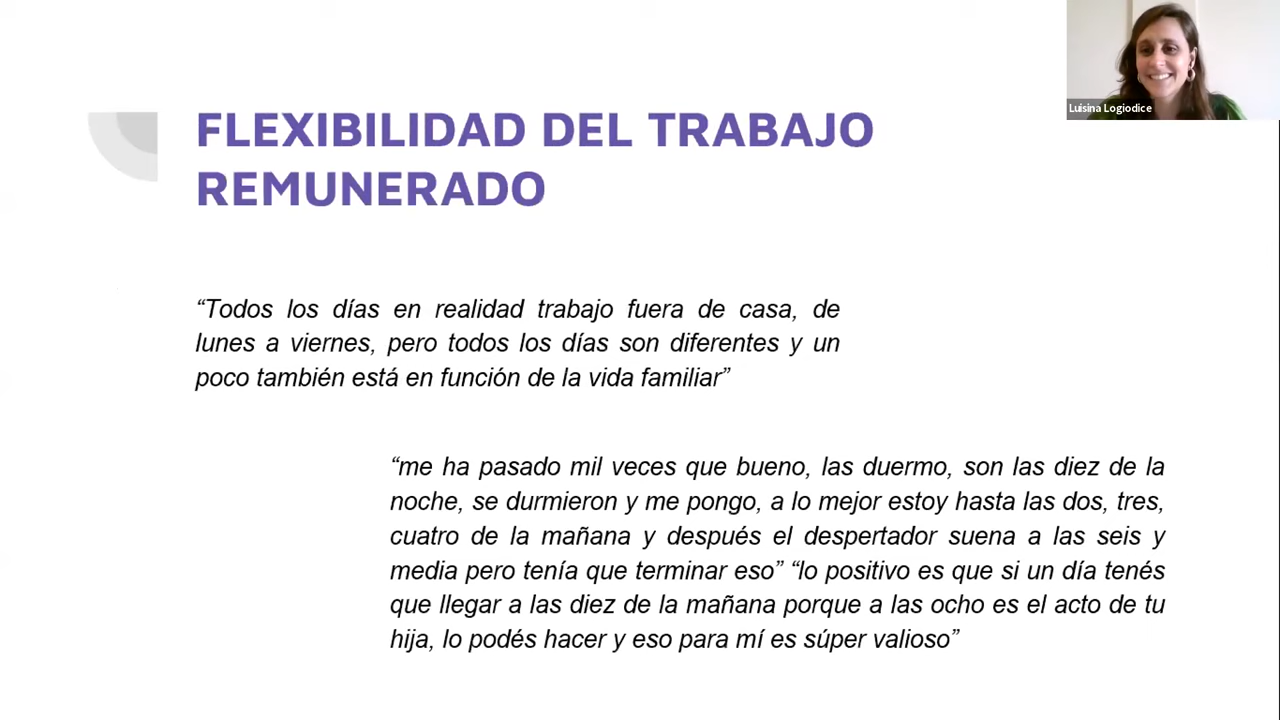 Luisina Logiodice
FLEXIBILIDAD DEL TRABAJO
REMUNERADO
“Todos los días en realidad trabajo fuera de casa, de
lunes a viernes, pero todos los días son diferentes y un
poco también está en función de la vida familiar”
“me ha pasado mil veces que bueno, las duermo, son las diez de la
noche, se durmieron y me pongo, a lo mejor estoy hasta las dos, tres,
cuatro de la mañana y después el despertador suena a las seis y
media pero tenía que terminar eso” “lo positivo es que si un día tenés
que llegar a las diez de la mañana porque a las ocho es el acto de tu
hija, lo podés hacer y eso para mí es súper valioso”